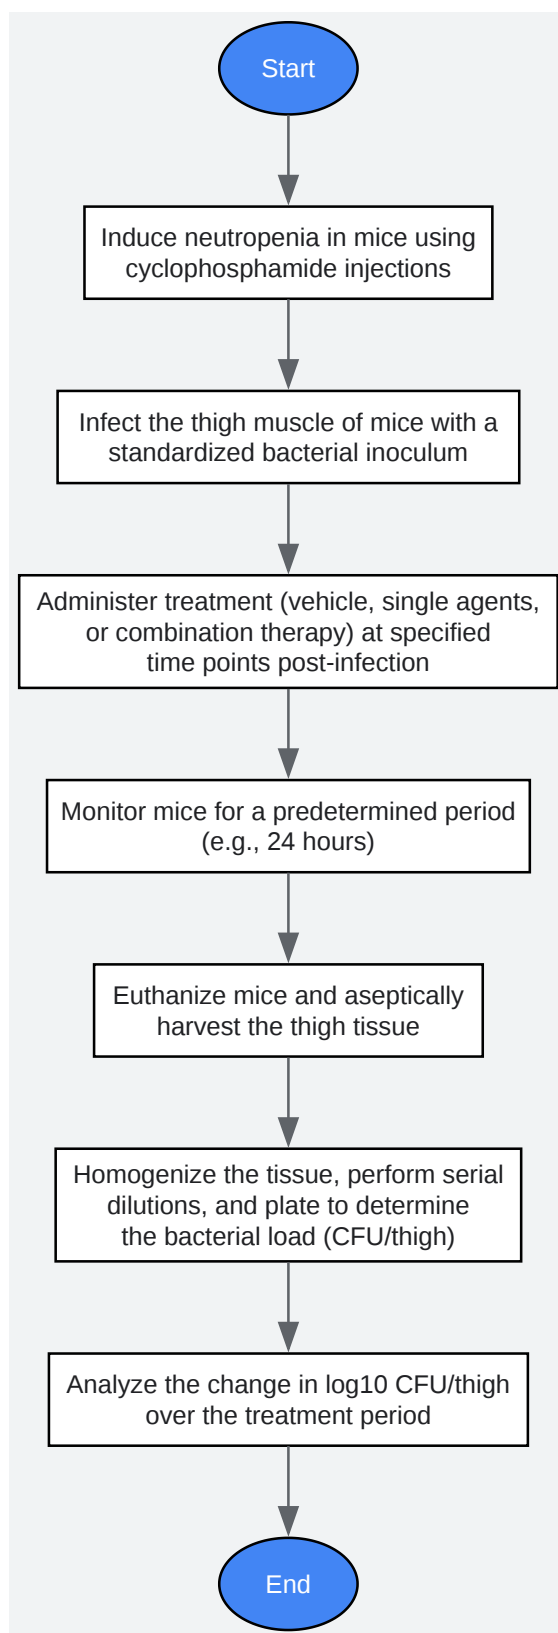 Start
Induce neutropenia in mice using
cyclophosphamide injections
Infect the thigh muscle of mice with a
standardized bacterial inoculum
Administer treatment (vehicle, single agents,
or combination therapy) at specified
time points post-infection
Monitor mice for a predetermined period
(e.g., 24 hours)
Euthanize mice and aseptically
harvest the thigh tissue
Homogenize the tissue, perform serial
dilutions, and plate to determine
the bacterial load (CFU/thigh)
Analyze the change in log10 CFU/thigh
over the treatment period
End